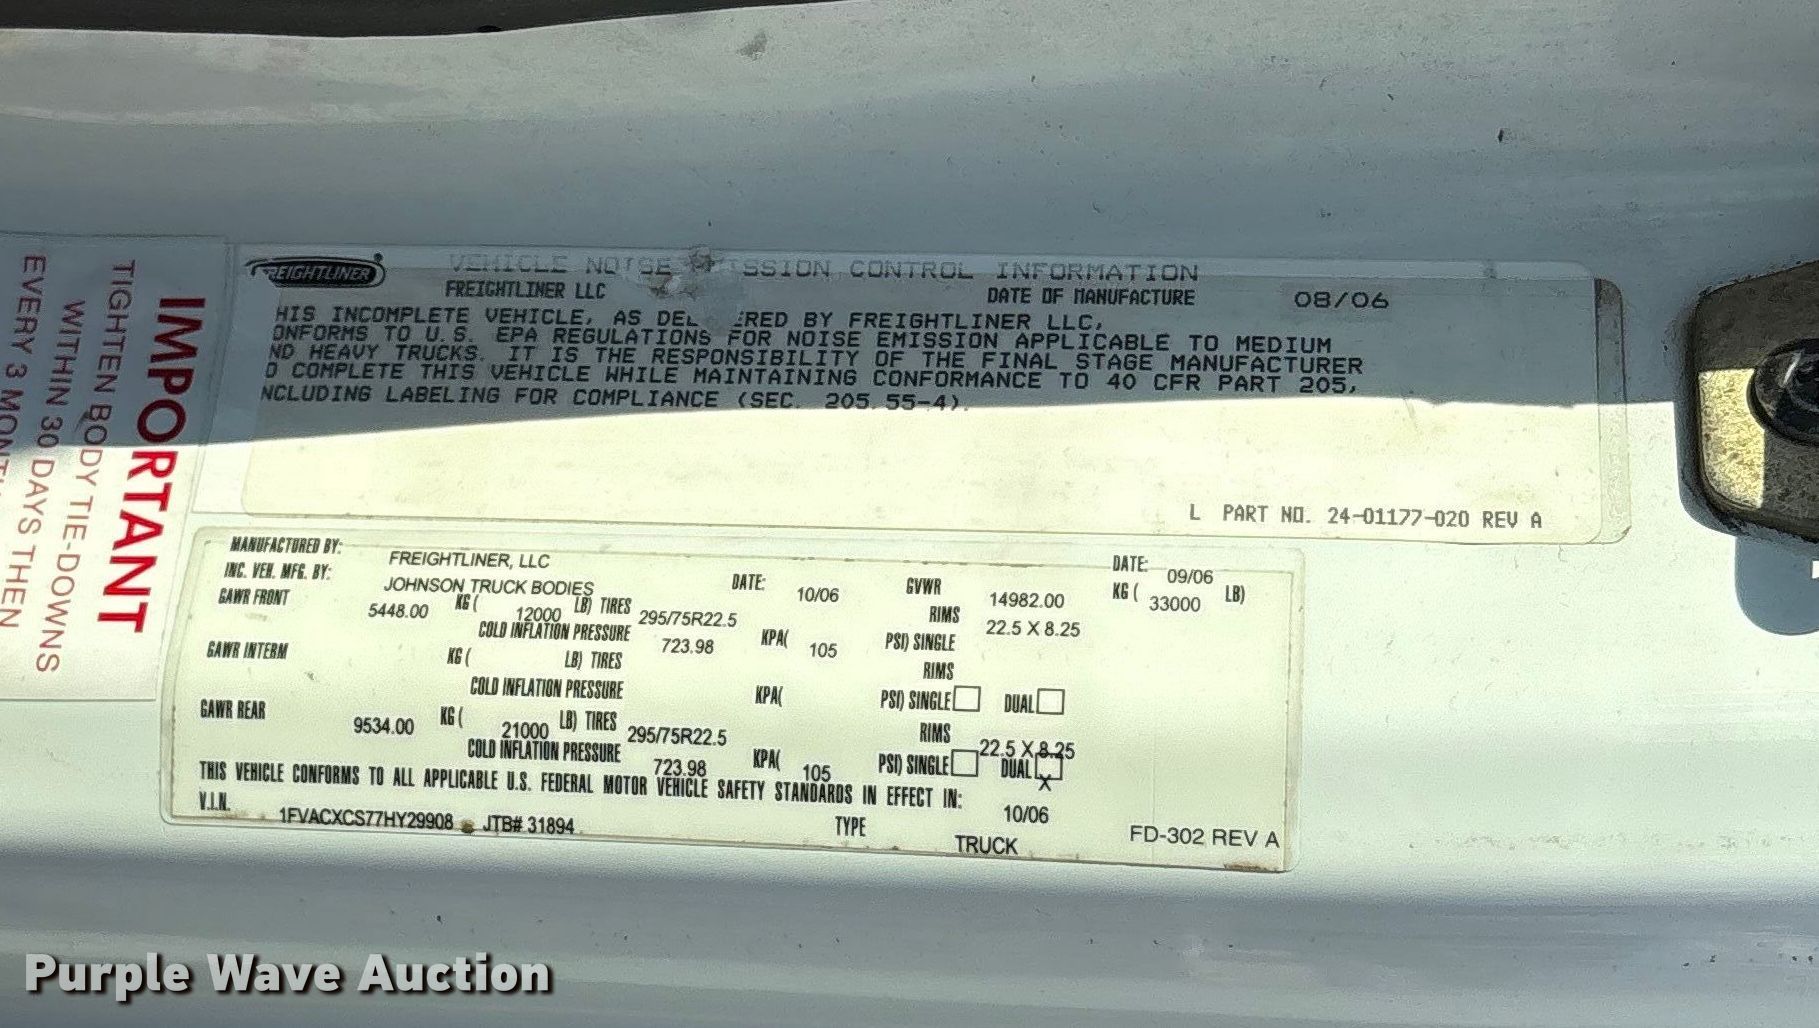 FREIGHTLINER
VEHICLE NOISE EMISSION CONTROL INFORMATION
FREIGHTLINER LLC DATE OF MANUFACTURE 08/06
HIS INCOMPLETE VEHICLE, AS DEL ERED BY FREIGHTLINER LLC,
ONFORMS TO U.S. EPA REGULATIONS FOR NOISE EMISSION APPLICABLE TO MEDIUM
ND HEAVY TRUCKS. IT IS THE RESPONSIBILITY OF THE FINAL STAGE MANUFACTURER
O COMPLETE THIS VEHICLE WHILE MAINTAINING CONFORMANCE TO 40 CFR PART 205,
NCLUDING LABELING FOR COMPLIANCE (SEC. 205.55-4).
L PART NO. 24-01177-020 REV A
IMPORTANT
TIGHTEN BODY TIE-DOWNS
WITHIN 30 DAYS THEN
EVERY 3
MANUFACTURED BY: FREIGHTLINER, LLC DATE: 09/06
INC. VEH. MFG. BY: JOHNSON TRUCK BODIES DATE: 10/06 GVWR 14982.00 KG ( 33000 LB)
GAWR FRONT 5448.00 KG ( 12000 LB) TIRES 295/75R22.5 RIMS 22.5 X 8.25
COLD INFLATION PRESSURE 723.98 KPA( 105 PSI) SINGLE
GAWR INTERM KG ( LB) TIRES RIMS
COLD INFLATION PRESSURE KPA( PSI) SINGLE DUAL
GAWR REAR 9534.00 KG ( 21000 LB) TIRES 295/75R22.5 RIMS 22.5 X 8.25
COLD INFLATION PRESSURE 723.98 KPA( 105 PSI) SINGLE DUAL X
THIS VEHICLE CONFORMS TO ALL APPLICABLE U.S. FEDERAL MOTOR VEHICLE SAFETY STANDARDS IN EFFECT IN: 10/06
V.I.N. 1FVACXCS77HY29908 JTB# 31894 TYPE TRUCK FD-302 REV A
Purple Wave Auction